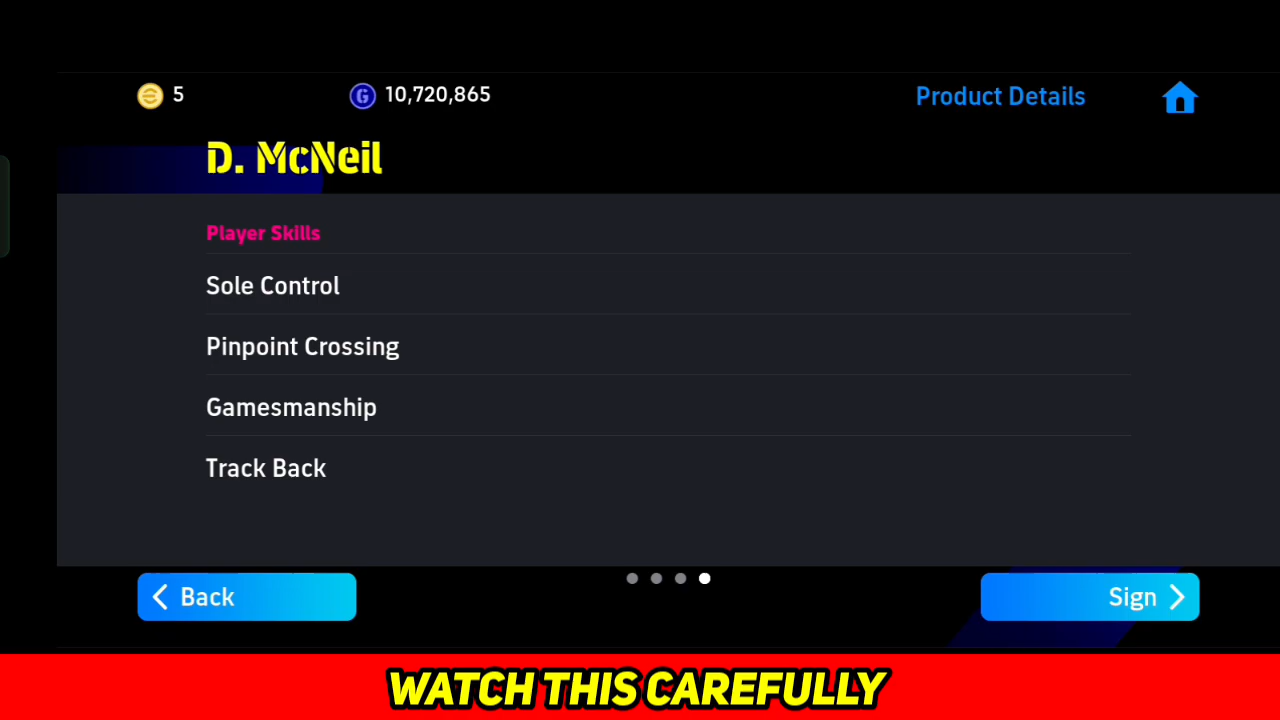 5
10,720,865
Product Details
D. McNeil
Player Skills
Sole Control
Pinpoint Crossing
Gamesmanship
Track Back
Back
Sign
WATCH THIS CAREFULLY